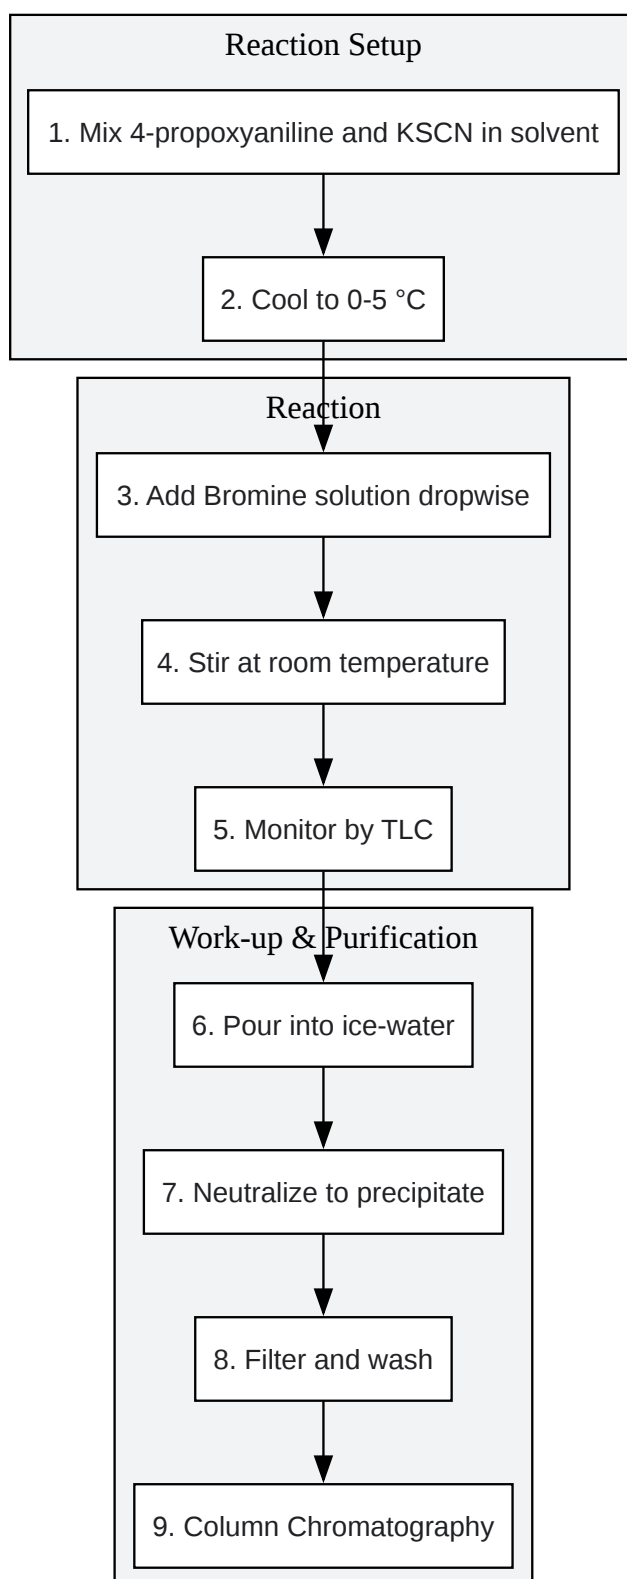 Reaction Setup
1. Mix 4-propoxyaniline and KSCN in solvent
2. Cool to 0-5 °C
Reaction
3. Add Bromine solution dropwise
4. Stir at room temperature
5. Monitor by TLC
Work-up & Purification
6. Pour into ice-water
7. Neutralize to precipitate
8. Filter and wash
9. Column Chromatography